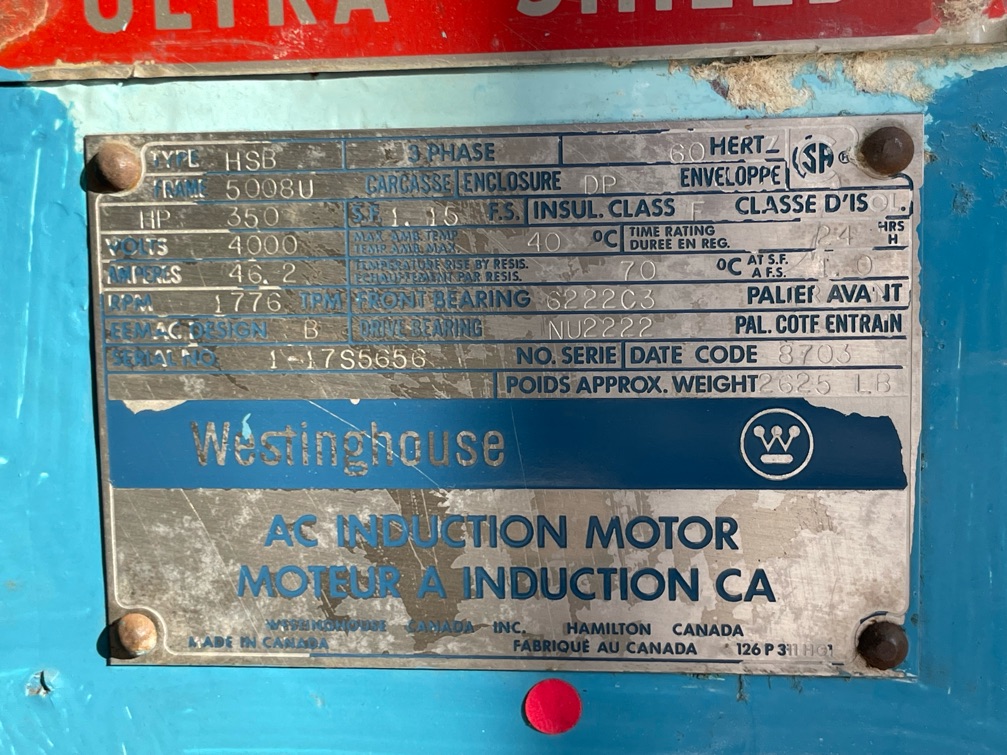 ULTRA SHIELD
TYPE HSB 3 PHASE 60 HERTZ SA ®
FRAME 5008U CARCASSE ENCLOSURE DP ENVELOPPE
HP 350 S.F. 1.15 F.S. INSUL. CLASS F CLASSE D'ISOL.
VOLTS 4000 MAX. AMB. TEMP. TEMP. AMB. MAX. 40 °C TIME RATING DUREE EN REG. 24 HRS H
AMPERES 46.2 TEMPERATURE RISE BY RESIS. ECHAUFFEMENT PAR RESIS. 70 °C AT S.F. A F.S. 1.0
RPM 1776 TPM FRONT BEARING 6222C3 PALIER AVANT
EEMAC DESIGN B DRIVE BEARING NU2222 PAL. COTE ENTRAIN
SERIAL NO. 1-17S5656 NO. SERIE DATE CODE 8703
POIDS APPROX. WEIGHT 2625 LB
Westinghouse W
AC INDUCTION MOTOR
MOTEUR A INDUCTION CA
WESTINGHOUSE CANADA INC. HAMILTON CANADA
MADE IN CANADA FABRIQUÉ AU CANADA 126 P 311